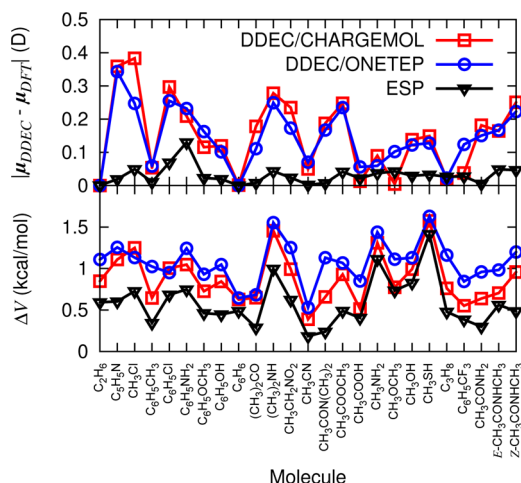 |μDDEC - μDFT| (D)
0.5
0.4
0.3
0.2
0.1
0
DDEC/CHARGEMOL
DDEC/ONETEP
ESP
ΔV (kcal/mol)
1.5
1
0.5
0
C₂H₆
C₅H₅N
CH₃Cl
C₆H₅CH₃
C₆H₅Cl
C₆H₅NH₂
C₆H₅OCH₃
C₆H₅OH
C₆H₆
(CH₃)₂CO
(CH₃)₂NH
CH₃CH₂NO₂
CH₃CN
CH₃CON(CH₃)₂
CH₃COOCH₃
CH₃COOH
CH₃NH₂
CH₃OCH₃
CH₃OH
CH₃SH
C₃H₈
C₆H₅CF₃
CH₃CONH₂
E-CH₃CONHCH₃
Z-CH₃CONHCH₃
Molecule